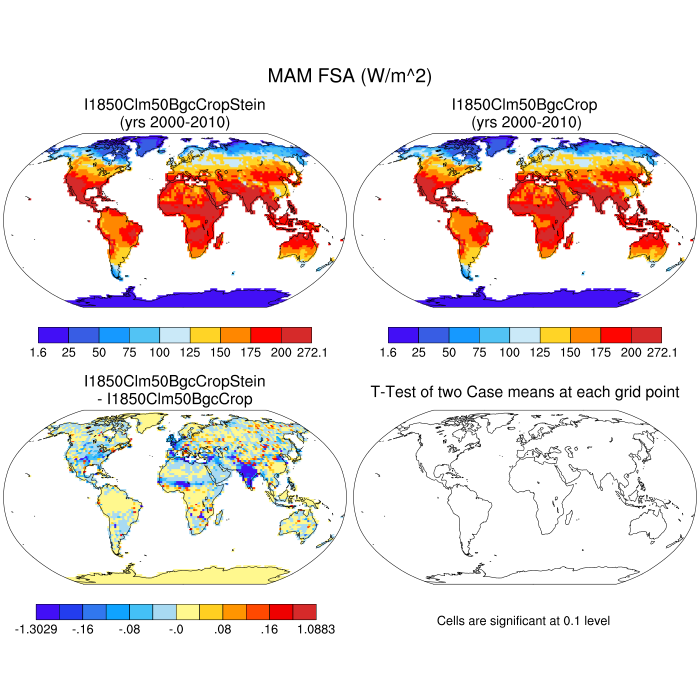 MAM FSA (W/m^2)
I1850Clm50BgcCropStein
(yrs 2000-2010)
I1850Clm50BgcCrop
(yrs 2000-2010)
1.6 25 50 75 100 125 150 175 200 272.1
1.6 25 50 75 100 125 150 175 200 272.1
I1850Clm50BgcCropStein
- I1850Clm50BgcCrop
T-Test of two Case means at each grid point
-1.3029 -.16 -.08 -.0 .08 .16 1.0883
Cells are significant at 0.1 level